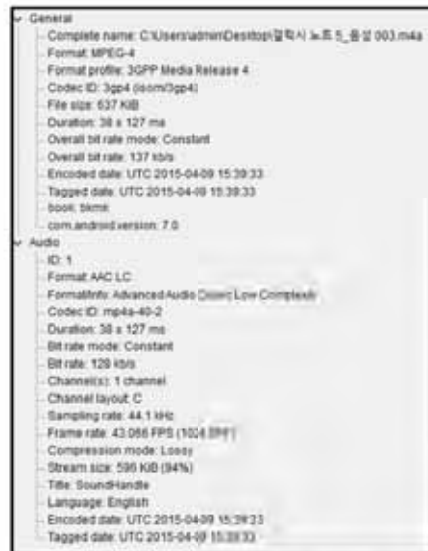 General
Complete name: C:\Users\admin\Desktop\갤럭시 노트 5_음성 003.m4a
Format: MPEG-4
Format profile: 3GPP Media Release 4
Codec ID: 3gp4 (isom/3gp4)
File size: 637 KiB
Duration: 38 s 127 ms
Overall bit rate mode: Constant
Overall bit rate: 137 kb/s
Encoded date: UTC 2015-04-09 15:39:33
Tagged date: UTC 2015-04-09 15:39:33
book: bkmk
com.android.version: 7.0
Audio
ID: 1
Format: AAC LC
Format/Info: Advanced Audio Codec Low Complexity
Codec ID: mp4a-40-2
Duration: 38 s 127 ms
Bit rate mode: Constant
Bit rate: 128 kb/s
Channel(s): 1 channel
Channel layout: C
Sampling rate: 44.1 kHz
Frame rate: 43.066 FPS (1024 SPF)
Compression mode: Lossy
Stream size: 596 KiB (94%)
Title: SoundHandle
Language: English
Encoded date: UTC 2015-04-09 15:39:33
Tagged date: UTC 2015-04-09 15:39:33